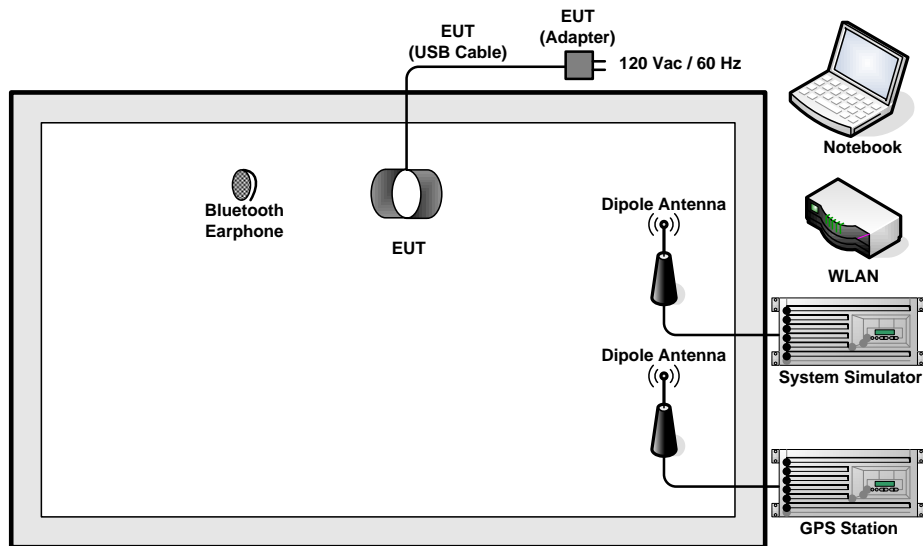 EUT
(USB Cable)
EUT
(Adapter)
120 Vac / 60 Hz
Notebook
Bluetooth
Earphone
EUT
Dipole Antenna
WLAN
System Simulator
Dipole Antenna
GPS Station